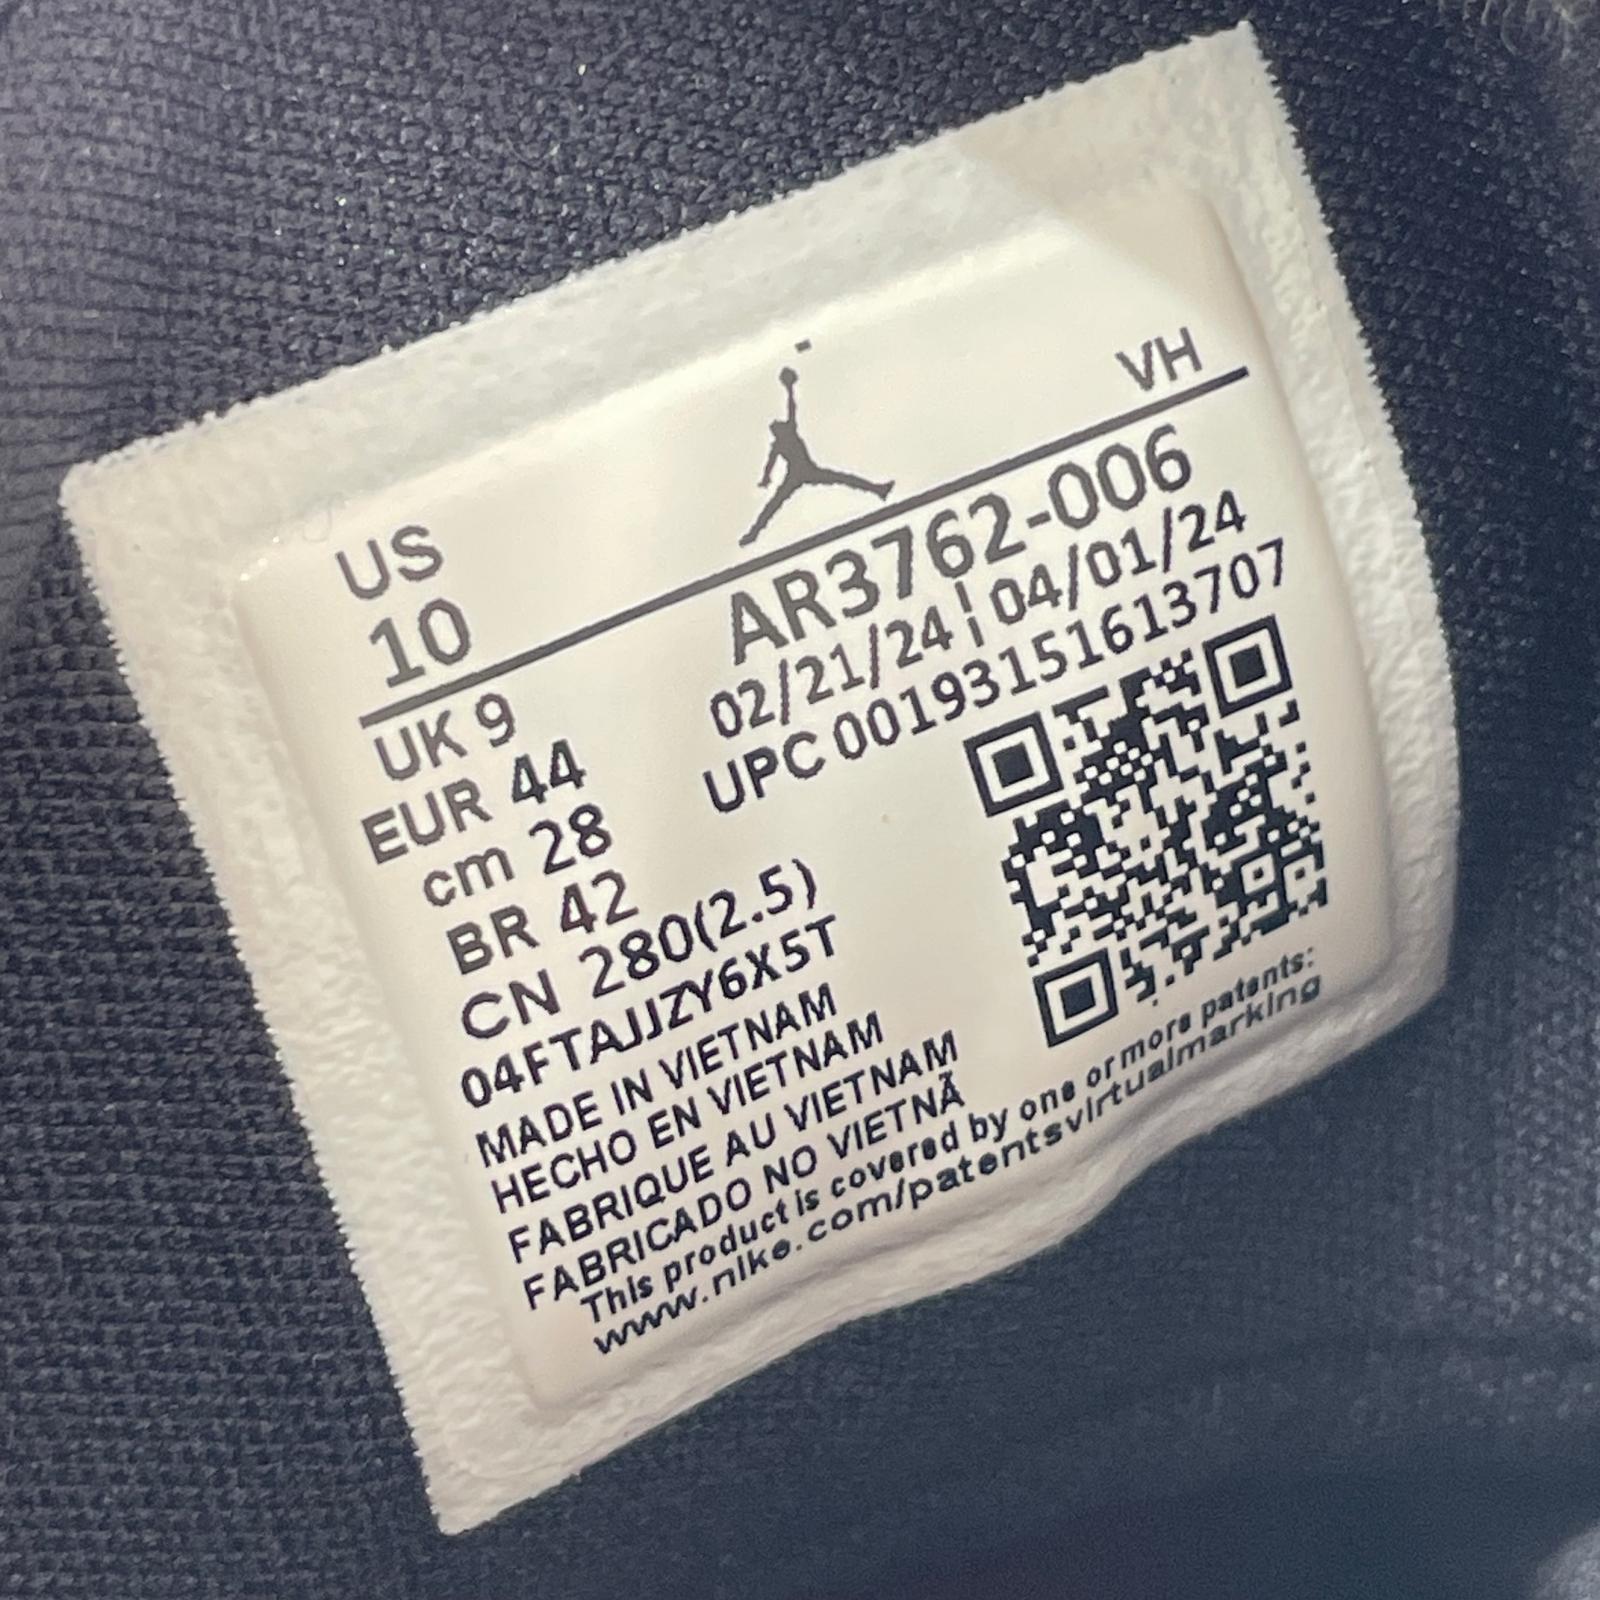 VH
US
10
AR3762-006
02/21/24 ¦ 04/01/24
UPC 00193151613707
UK 9
EUR 44
cm 28
BR 42
CN 280(2.5)
04FTAJJZY6X5T
MADE IN VIETNAM
HECHO EN VIETNAM
FABRIQUE AU VIETNAM
FABRICADO NO VIETNÃ
This product is covered by one or more patents:
www.nike.com/patentsvirtualmarking